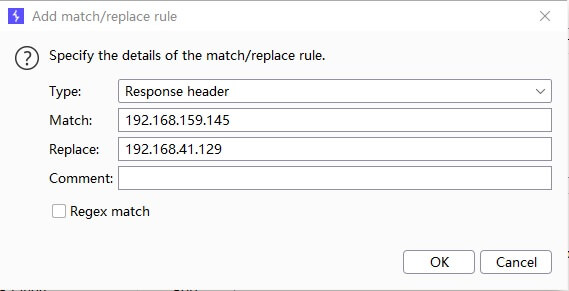 Add match/replace rule
Specify the details of the match/replace rule.
Type: Response header
Match: 192.168.159.145
Replace: 192.168.41.129
Comment:
Regex match
OK Cancel